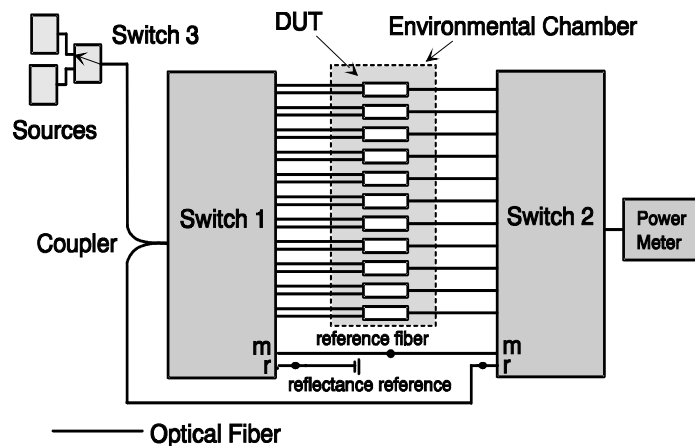 Switch 3
DUT
Environmental Chamber
Sources
Switch 1
Switch 2
Power
Meter
Coupler
m
reference fiber
m
r
r
reflectance reference
Optical Fiber